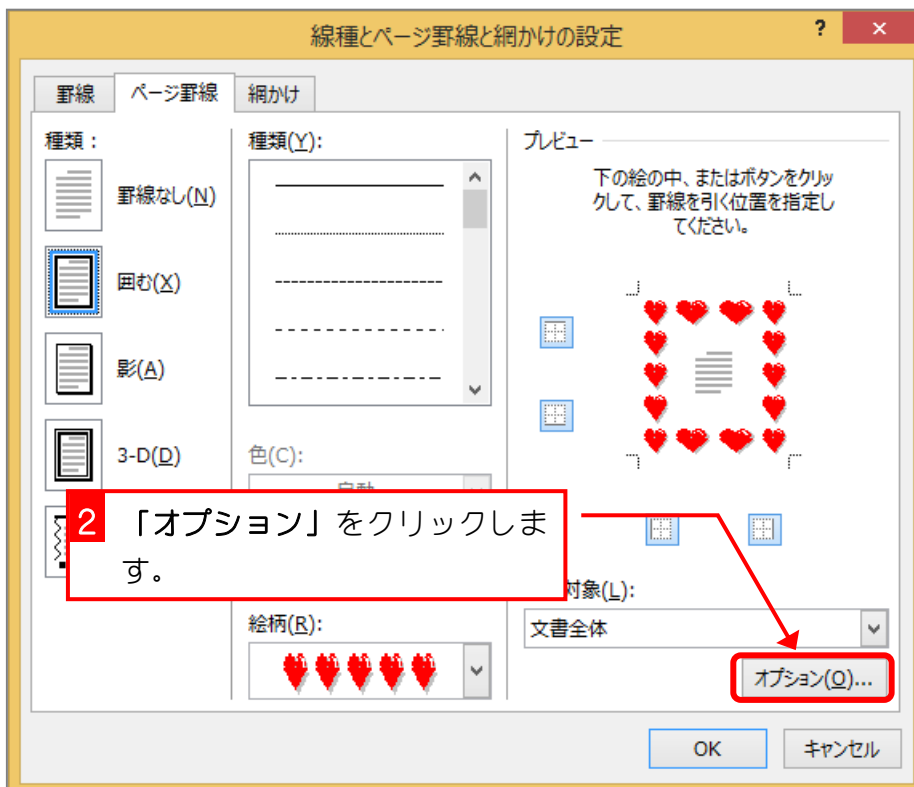 線種とページ罫線と網かけの設定
?
×
罫線
ページ罫線
網かけ
種類：
罫線なし(N)
囲む(X)
影(A)
3-D(D)
種類(Y):
色(C):
自動
絵柄(R):
プレビュー
下の絵の中、またはボタンをクリッ
クして、罫線を引く位置を指定し
てください。
2
「オプション」をクリックしま
す。
対象(L):
文書全体
オプション(O)...
OK
キャンセル